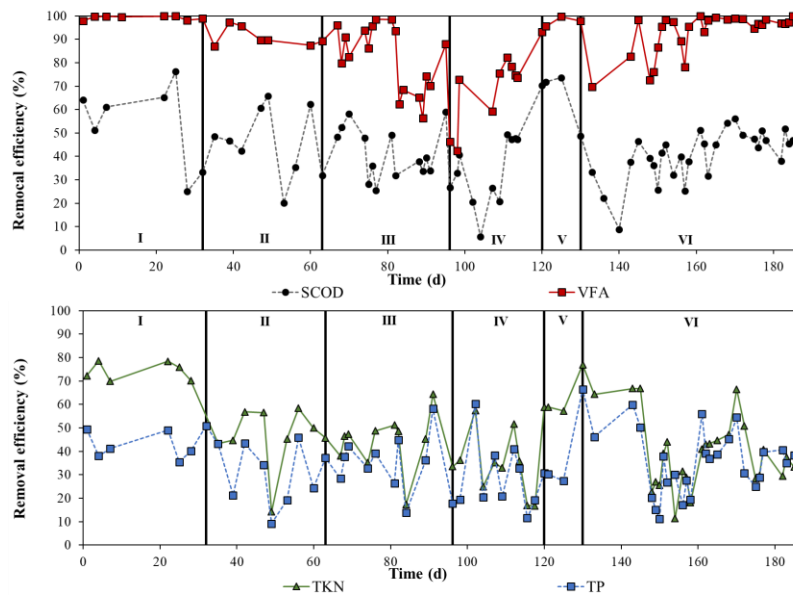 100
90
80
70
60
50
40
30
20
10
0
Remocal efficiency (%)
I II III IV V VI
0 20 40 60 80 100 120 140 160 180
Time (d)
SCOD VFA
100
90
80
70
60
50
40
30
20
10
0
Removal efficiency (%)
I II III IV V VI
0 20 40 60 80 100 120 140 160 180
Time (d)
TKN TP